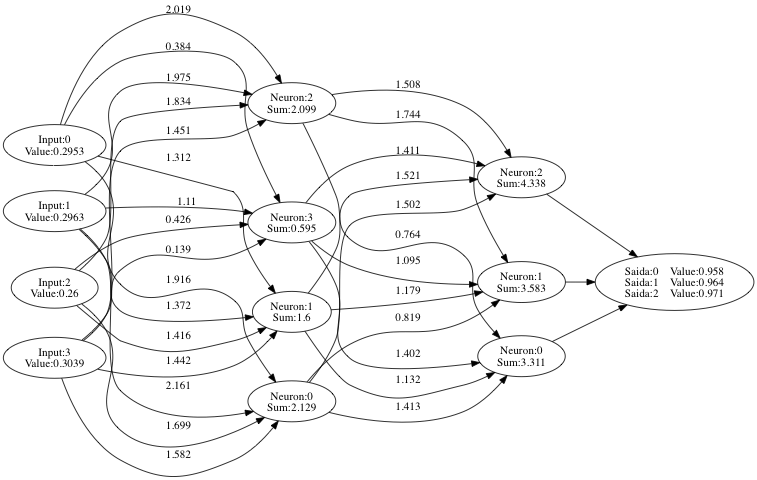 2.019
0.384
1.975
1.834
1.451
1.312
1.11
0.426
0.139
1.916
1.372
1.416
1.442
2.161
1.699
1.582
Input:0
Value:0.2953
Input:1
Value:0.2963
Input:2
Value:0.26
Input:3
Value:0.3039
Neuron:2
Sum:2.099
Neuron:3
Sum:0.595
Neuron:1
Sum:1.6
Neuron:0
Sum:2.129
1.508
1.744
1.411
1.521
1.502
0.764
1.095
1.179
0.819
1.402
1.132
1.413
Neuron:2
Sum:4.338
Neuron:1
Sum:3.583
Neuron:0
Sum:3.311
Saida:0 Value:0.958
Saida:1 Value:0.964
Saida:2 Value:0.971